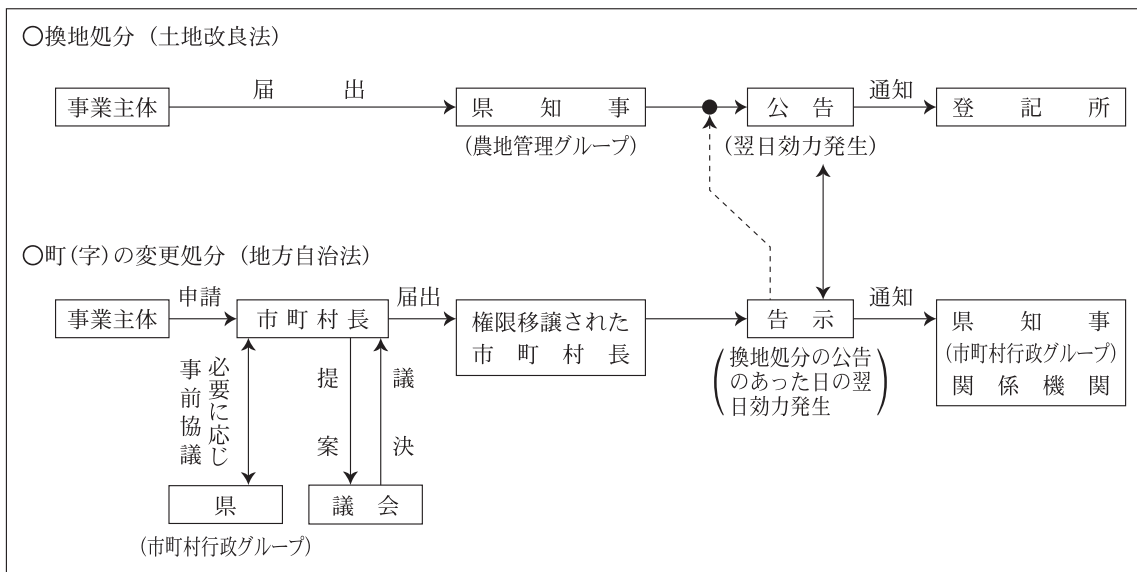 ○換地処分（土地改良法）
届出
通知
事業主体
県知事
公告
登記所
(農地管理グループ)
(翌日効力発生)
○町(字)の変更処分（地方自治法）
申請
届出
通知
事業主体
市町村長
権限移譲された
市町村長
告示
県知事
(市町村行政グループ)
関係機関
(換地処分の公告
のあった日の翌
日効力発生)
必要に応じ
事前協議
提案
議決
県
議会
(市町村行政グループ)